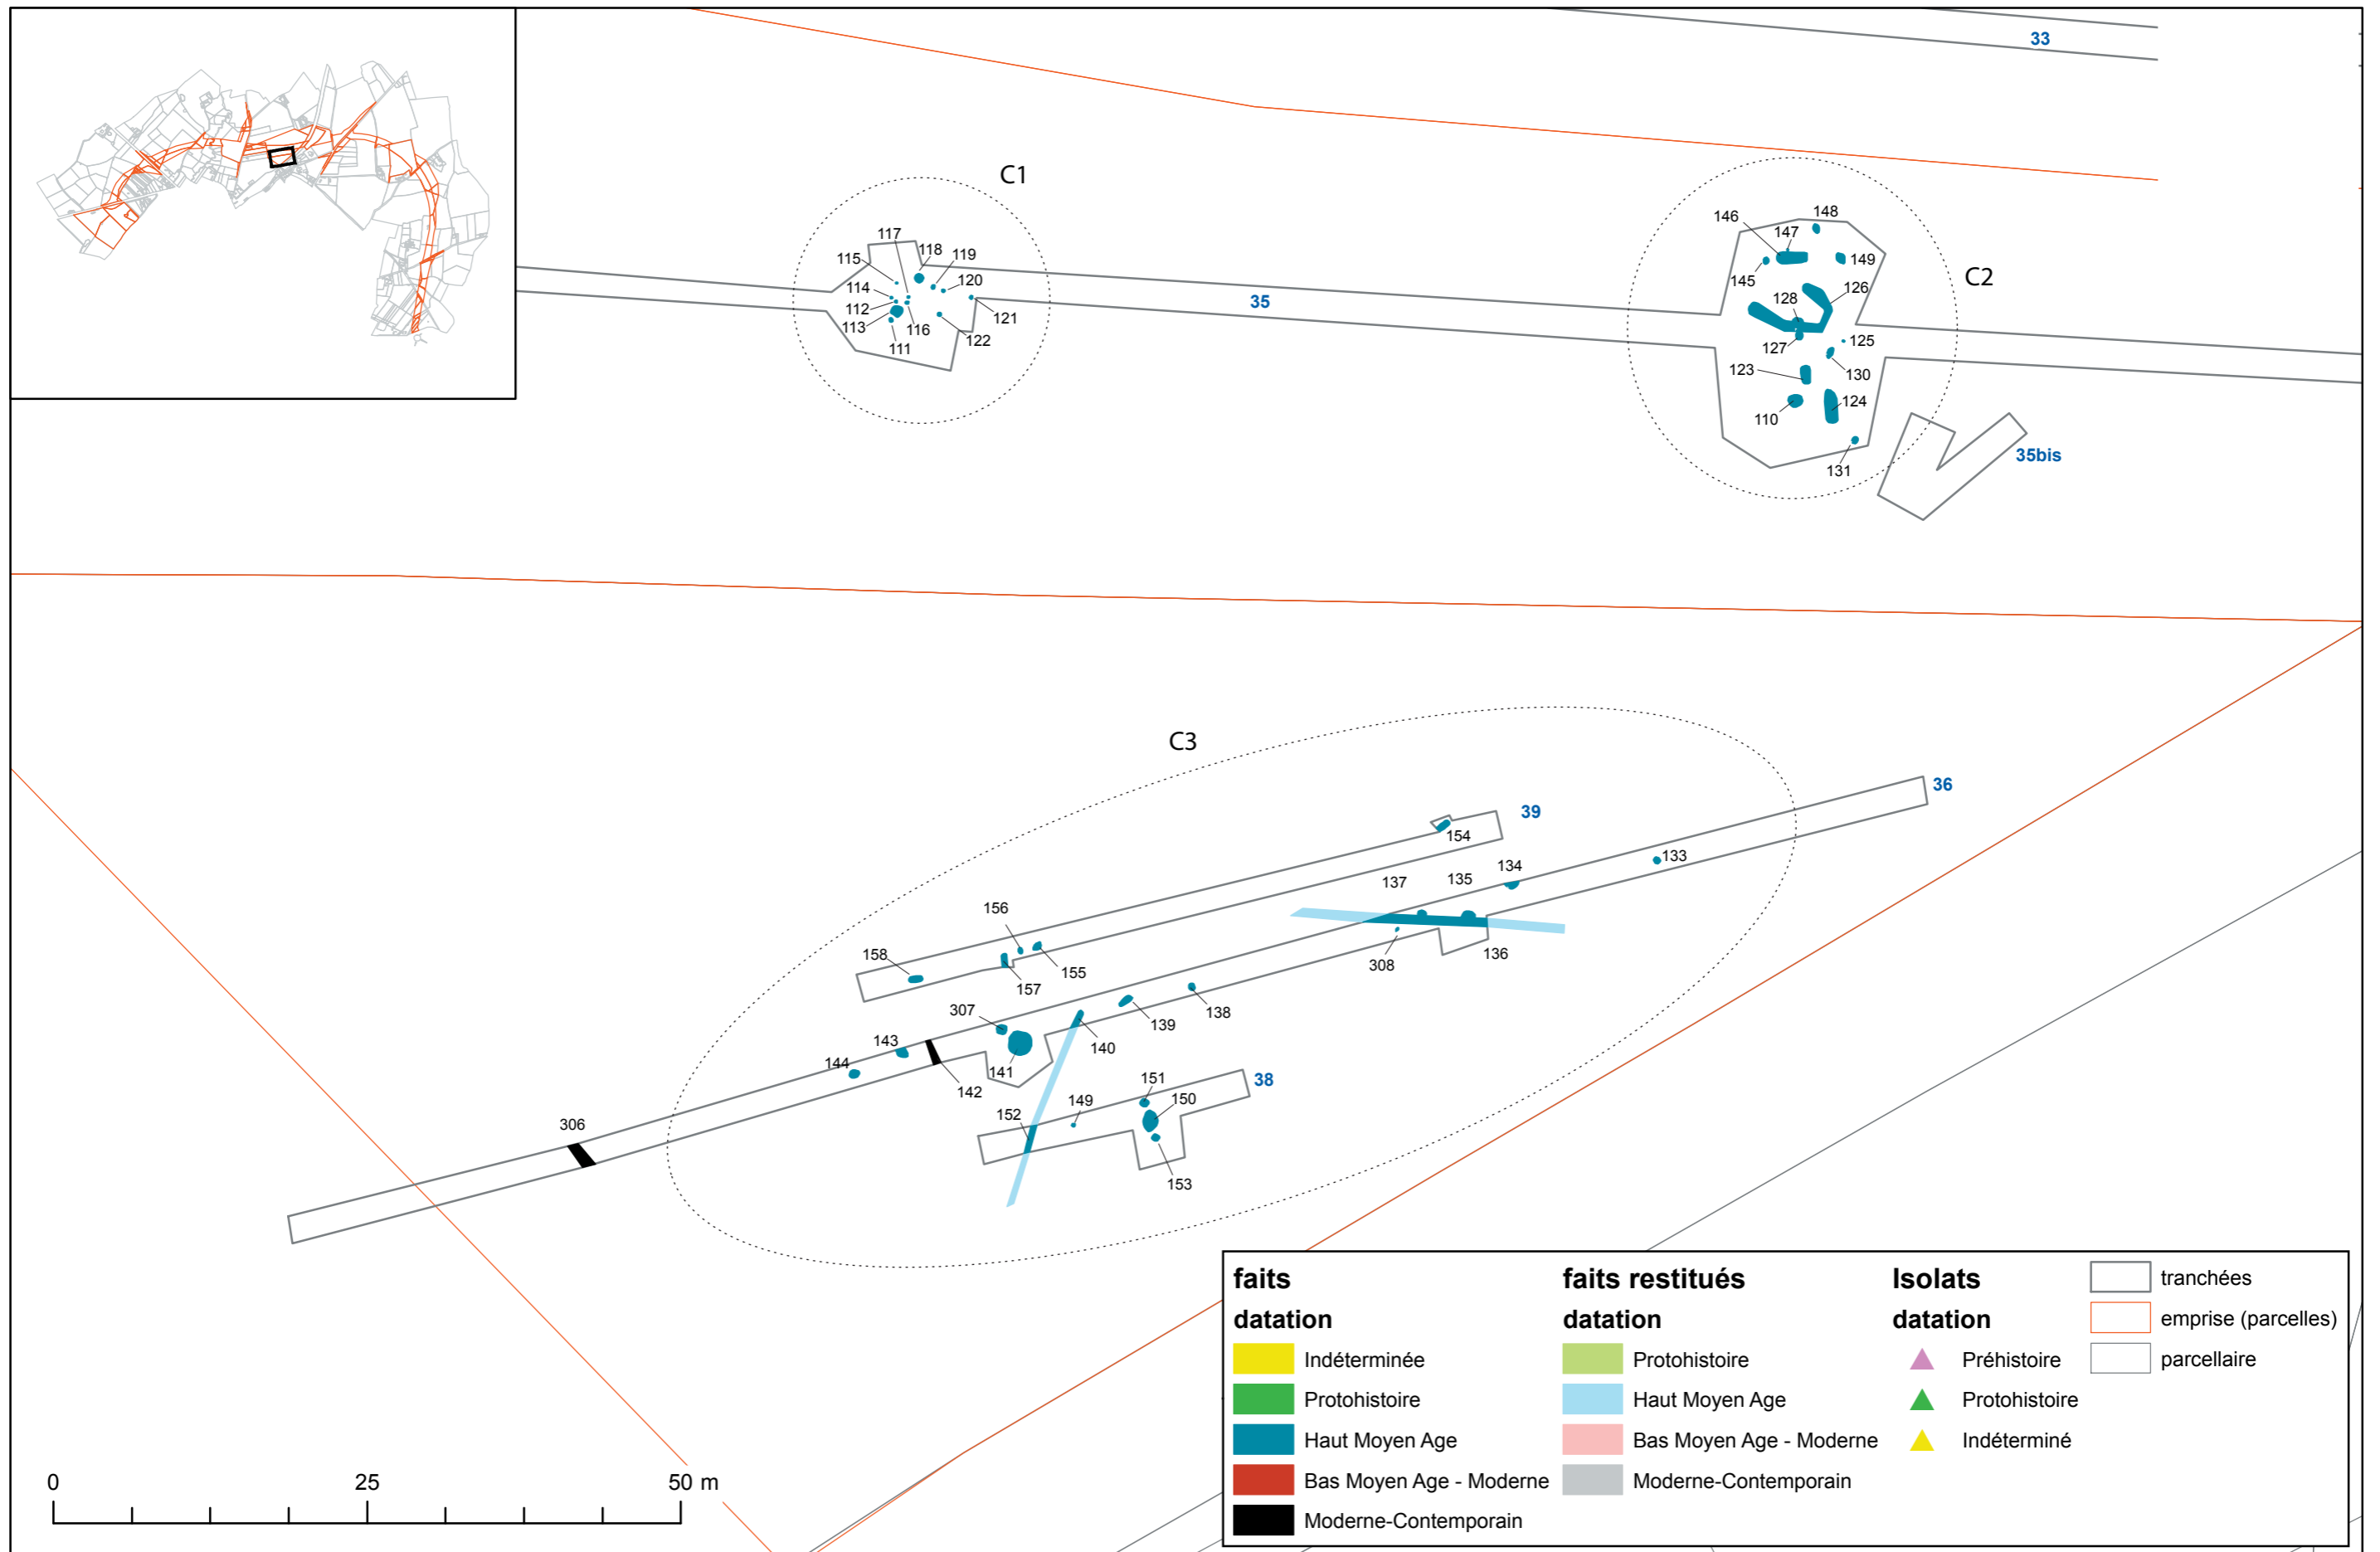 33
C1
117
118
119
115
120
114
112
113
116
111
121
122
35
C2
146
148
147
145
149
128
126
127
125
130
123
124
110
131
35bis
C3
36
39
154
133
134
135
137
136
308
156
158
155
157
307
139
138
143
140
144
141
142
38
151
150
149
152
153
306
faits
datation
Indéterminée
Protohistoire
Haut Moyen Age
Bas Moyen Age - Moderne
Moderne-Contemporain
faits restitués
datation
Protohistoire
Haut Moyen Age
Bas Moyen Age - Moderne
Moderne-Contemporain
Isolats
datation
Préhistoire
Protohistoire
Indéterminé
tranchées
emprise (parcelles)
parcellaire
0 25 50 m